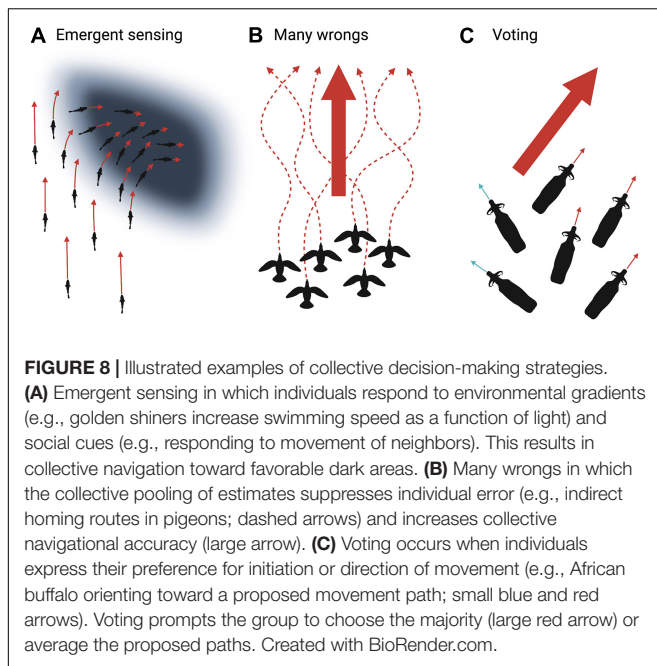 A Emergent sensing
B Many wrongs
C Voting
FIGURE 8 | Illustrated examples of collective decision-making strategies.
(A) Emergent sensing in which individuals respond to environmental gradients
(e.g., golden shiners increase swimming speed as a function of light) and
social cues (e.g., responding to movement of neighbors). This results in
collective navigation toward favorable dark areas. (B) Many wrongs in which
the collective pooling of estimates suppresses individual error (e.g., indirect
homing routes in pigeons; dashed arrows) and increases collective
navigational accuracy (large arrow). (C) Voting occurs when individuals
express their preference for initiation or direction of movement (e.g., African
buffalo orienting toward a proposed movement path; small blue and red
arrows). Voting prompts the group to choose the majority (large red arrow) or
average the proposed paths. Created with BioRender.com.